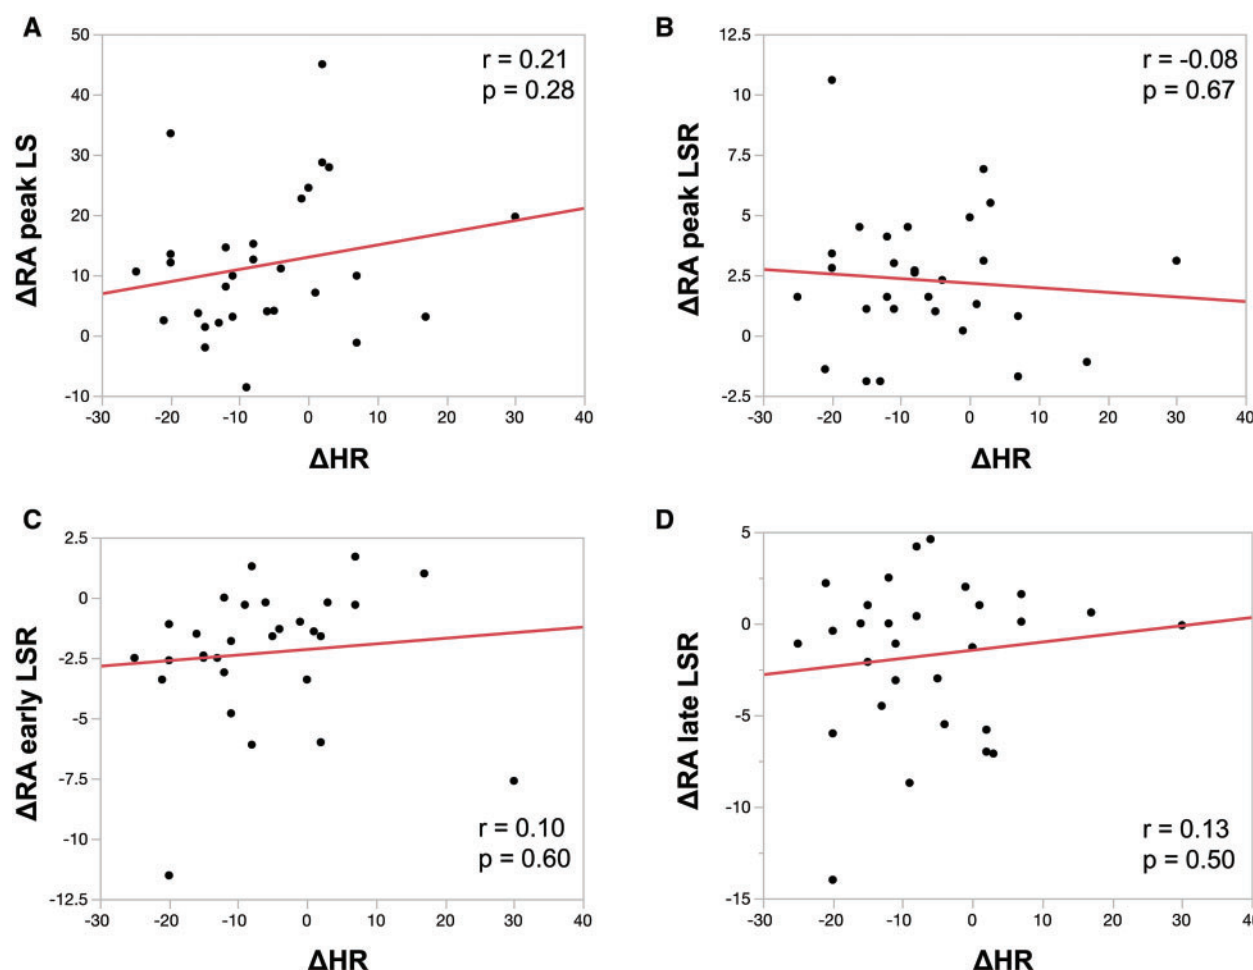 A
ΔRA peak LS
50
40
30
20
10
0
-10
r = 0.21
p = 0.28
-30 -20 -10 0 10 20 30 40
ΔHR
B
ΔRA peak LSR
12.5
10
7.5
5
2.5
0
-2.5
r = -0.08
p = 0.67
-30 -20 -10 0 10 20 30 40
ΔHR
C
ΔRA early LSR
2.5
0
-2.5
-5
-7.5
-10
-12.5
r = 0.10
p = 0.60
-30 -20 -10 0 10 20 30 40
ΔHR
D
ΔRA late LSR
5
0
-5
-10
-15
r = 0.13
p = 0.50
-30 -20 -10 0 10 20 30 40
ΔHR